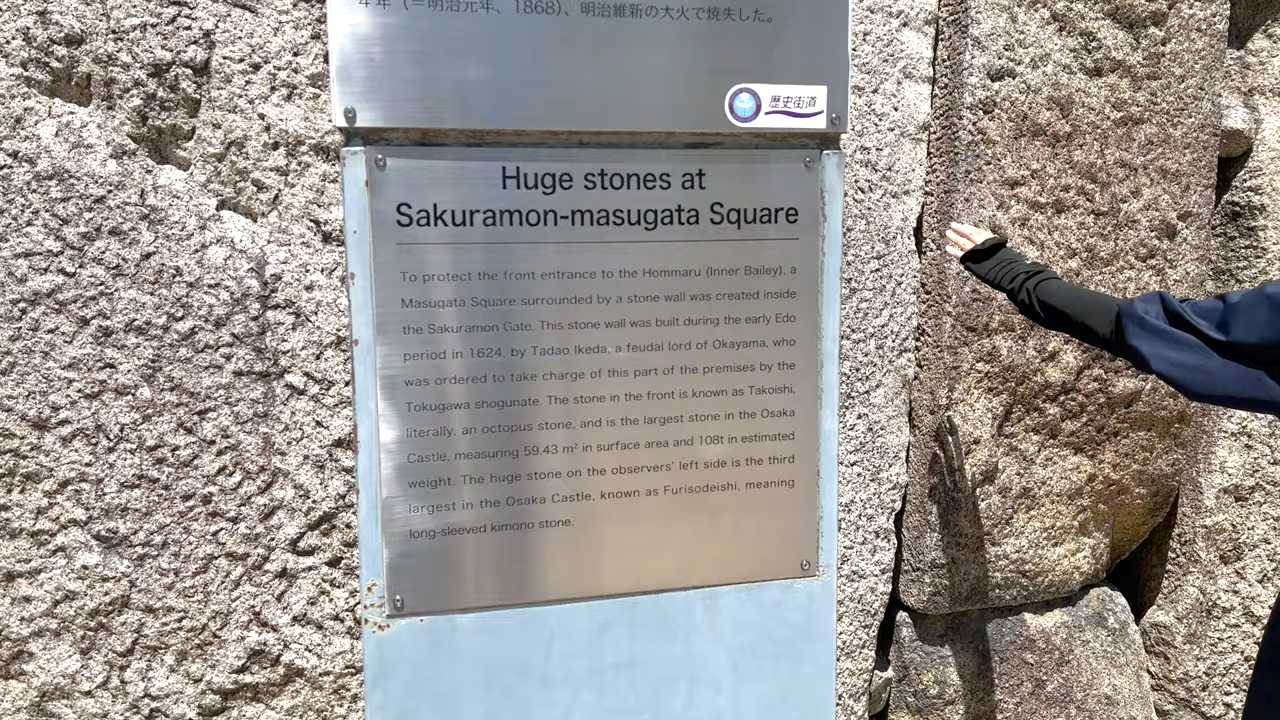 4年（＝明治元年、1868）、明治維新の大火で焼失した。
歴史街道
Huge stones at
Sakuramon-masugata Square
To protect the front entrance to the Hommaru (Inner Bailey), a
Masugata Square surrounded by a stone wall was created inside
the Sakuramon Gate. This stone wall was built during the early Edo
period in 1624, by Tadao Ikeda, a feudal lord of Okayama, who
was ordered to take charge of this part of the premises by the
Tokugawa shogunate. The stone in the front is known as Takoishi,
literally, an octopus stone, and is the largest stone in the Osaka
Castle, measuring 59.43 m² in surface area and 108t in estimated
weight. The huge stone on the observers' left side is the third
largest in the Osaka Castle, known as Furisodeishi, meaning
long-sleeved kimono stone.